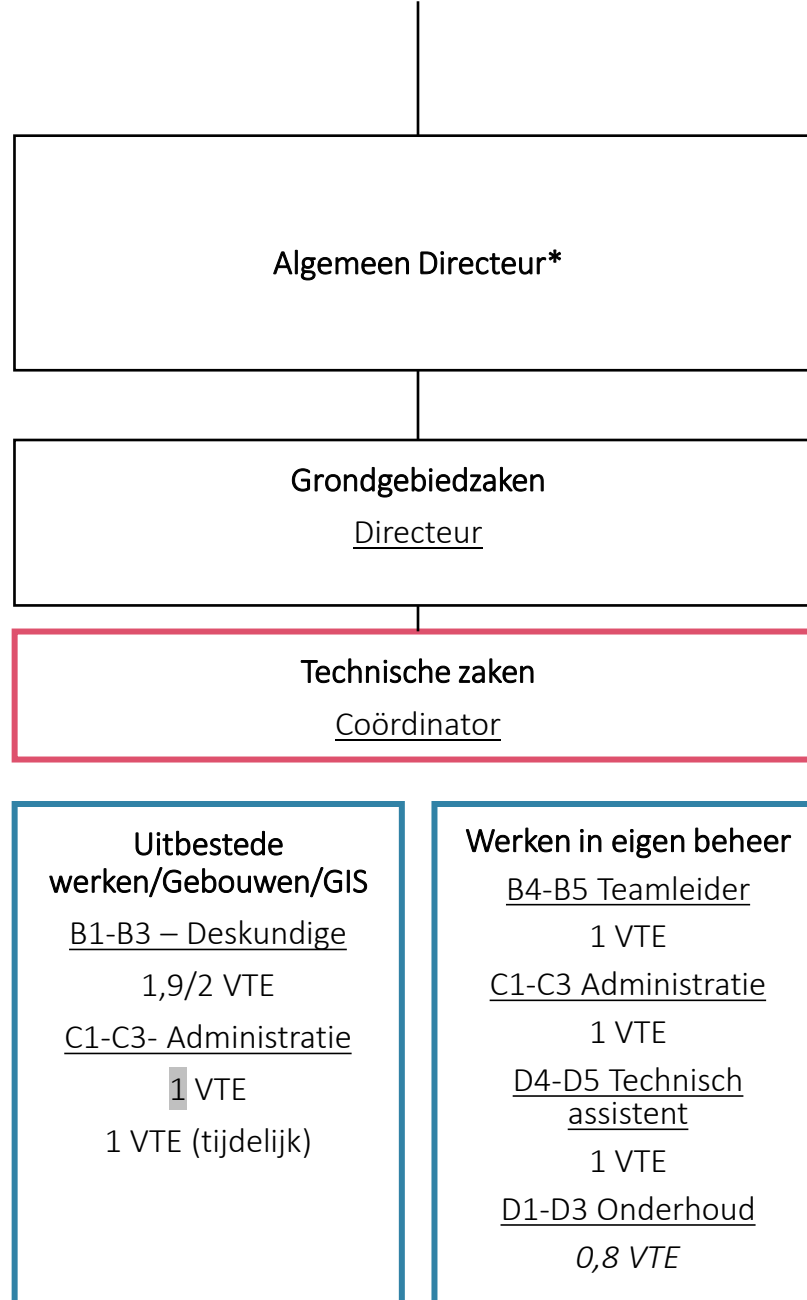 Algemeen Directeur*
Grondgebiedzaken
Directeur
Technische zaken
Coördinator
Uitbestede
werken/Gebouwen/GIS
B1-B3 – Deskundige
1,9/2 VTE
C1-C3- Administratie
1 VTE
1 VTE (tijdelijk)
Werken in eigen beheer
B4-B5 Teamleider
1 VTE
C1-C3 Administratie
1 VTE
D4-D5 Technisch
assistent
1 VTE
D1-D3 Onderhoud
0,8 VTE